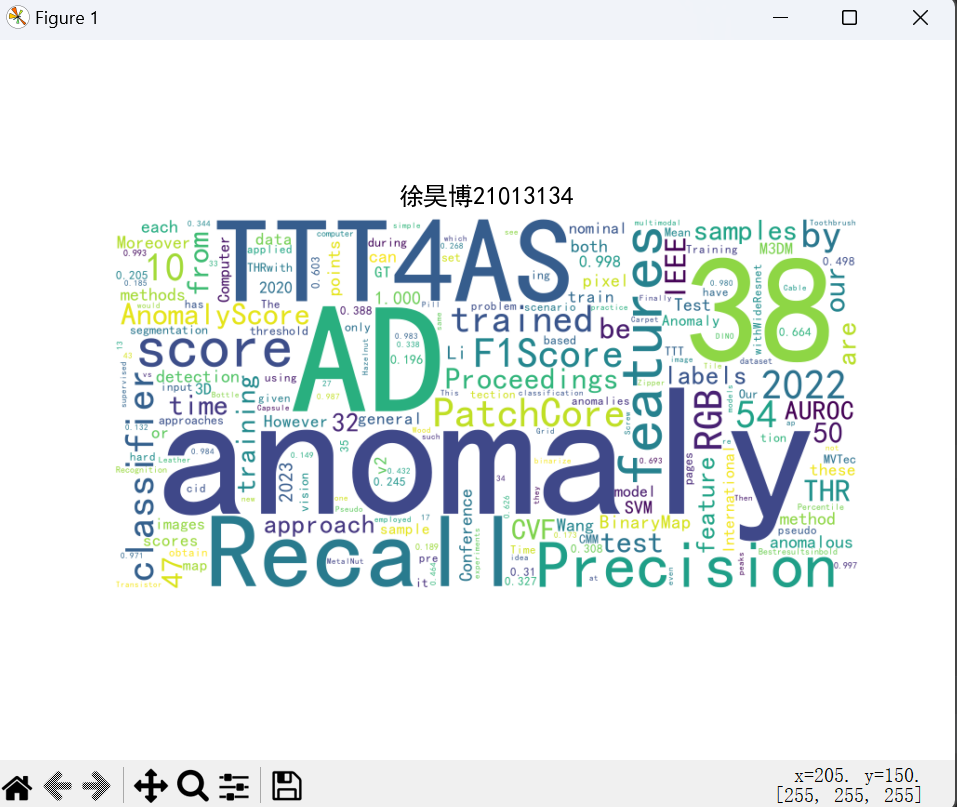 Figure 1
徐昊博21013134
each
0.344
TTT4AS
simple
which
see
nominal
multimodal
Mean
samples
by
Toothbrush
Moreover
33
from
Computer
data
applied
computer
during
0.268
both
features
IEEE
Training
M3DM
0.498
0.993
10
THRwith
0.603
points
can
set
ing
0.998
38
our
0.205
0.185
2020
GT
Pill
problem
scenario
pixel
have
0.980
Cable
methods
would
has
The
1.000
same
train
practice
Finally
Test
withWideResnet
are
AnomalyScore
0.388
AD
trained
be
Carpet
Anomaly
DINO
0.664
segmentation
threshold
only
0.983
0.338
based
TTT
image
dataset
13
43
score
Hazelnut
0.196
Li
F1Score
Tile
supervised
vs
detection
using
27
0.987
This
tection
classification
Zipper
labels
classifier
input
3D
Bottle
training
given
Proceedings
RGB
models
Our
2022
time
Capsule
PatchCore
anomalies
54
AUROC
0.132
approaches
However
32
general
Wood
such
Grid
Screw
re
ap
50
or
0.149
35
anomaly
binarize
tion
not
hard
Leather
0.984
2023
vision
V2
0.432
0.245
34
they
0.693
pages
International
MVTec
these
Recognition
cid
new
one
Pseudo
0.626
model
SVM
feature
Then
THR
Percentile
images
Recall
approach
employed
17
Conference
CVF
Wang
BinaryMap
method
pseudo
scores
sample
0.189
Time
0.173
CMM
test
anomalous
0.971
obtain
MetalNut
0.464
pre
experiments
idea
0.308
Bestresultsinbold
47
map
it
0.31
0.327
Precision
at
even
peaks
0.997
Transistor
x=205. y=150.
[255, 255, 255]